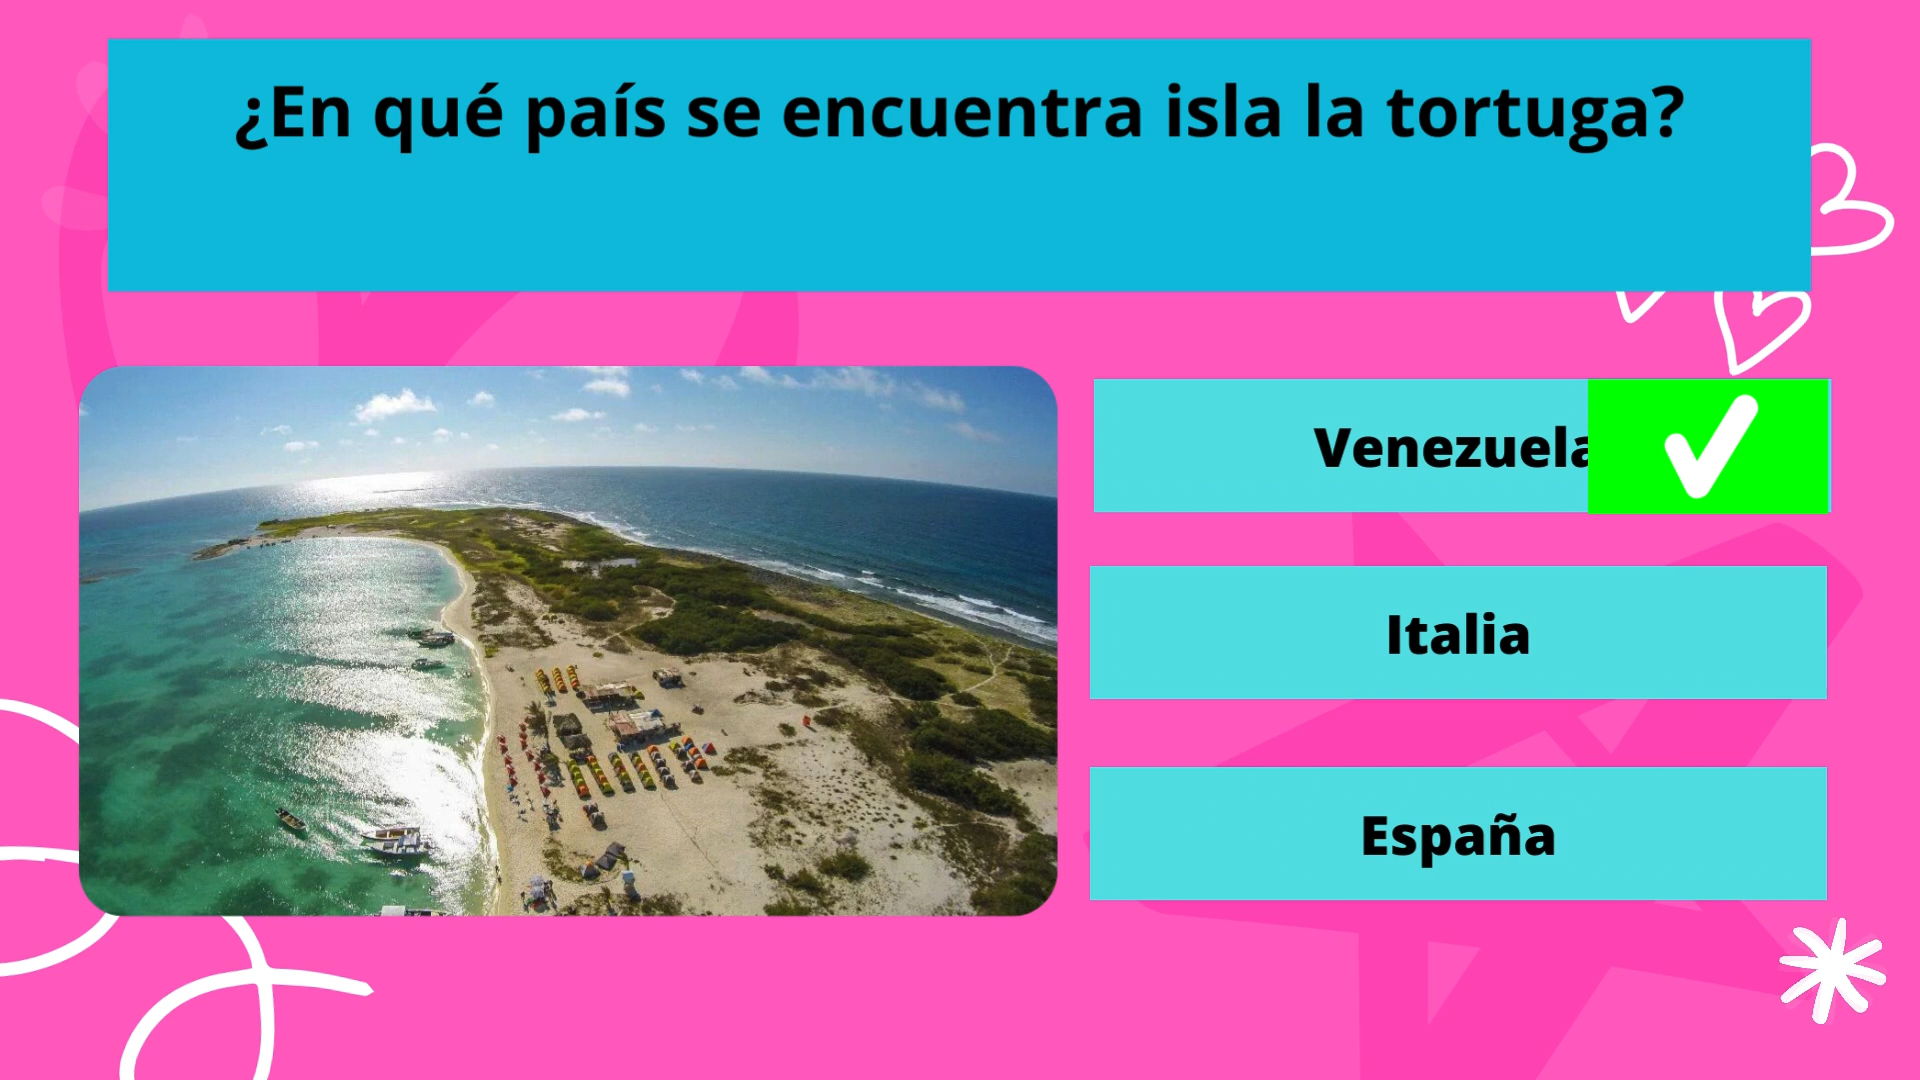 ¿En qué país se encuentra isla la tortuga?
Venezuela
Italia
España